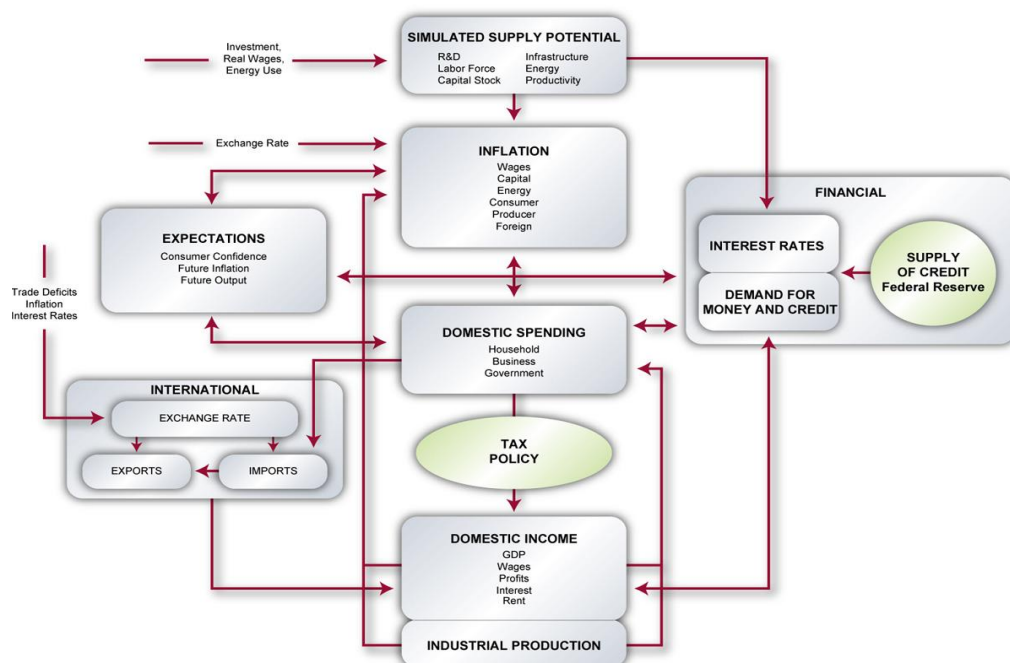 SIMULATED SUPPLY POTENTIAL
R&D
Labor Force
Capital Stock
Infrastructure
Energy
Productivity
Investment,
Real Wages,
Energy Use
Exchange Rate
INFLATION
Wages
Capital
Energy
Consumer
Producer
Foreign
FINANCIAL
INTEREST RATES
DEMAND FOR
MONEY AND CREDIT
SUPPLY
OF CREDIT
Federal Reserve
EXPECTATIONS
Consumer Confidence
Future Inflation
Future Output
Trade Deficits
Inflation
Interest Rates
DOMESTIC SPENDING
Household
Business
Government
INTERNATIONAL
EXCHANGE RATE
EXPORTS
IMPORTS
TAX
POLICY
DOMESTIC INCOME
GDP
Wages
Profits
Interest
Rent
INDUSTRIAL PRODUCTION